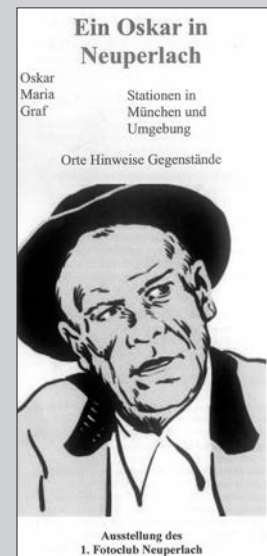 Ein Oskar in
Neuperlach
Oskar
Maria
Graf
Stationen in
München und
Umgebung
Orte Hinweise Gegenstände
Ausstellung des
1. Fotoclub Neuperlach